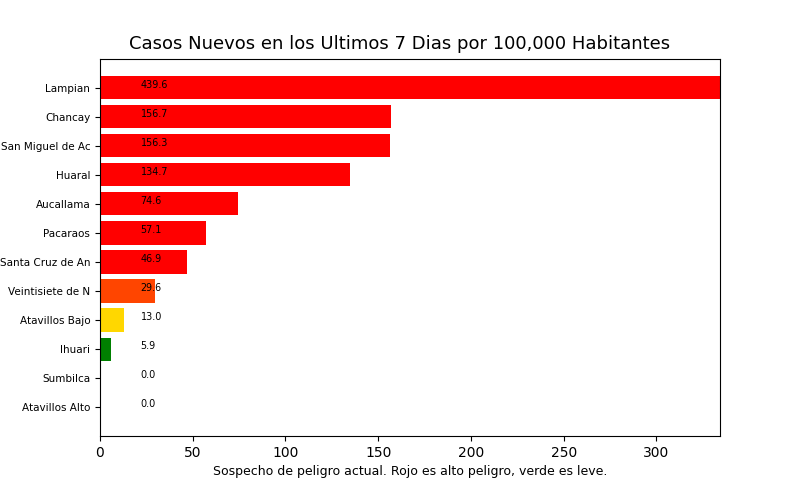 Casos Nuevos en los Ultimos 7 Dias por 100,000 Habitantes
Lampian 439.6
Chancay 156.7
San Miguel de Ac 156.3
Huaral 134.7
Aucallama 74.6
Pacaraos 57.1
Santa Cruz de An 46.9
Veintisiete de N 29.6
Atavillos Bajo 13.0
Ihuari 5.9
Sumbilca 0.0
Atavillos Alto 0.0
0 50 100 150 200 250 300
Sospecho de peligro actual. Rojo es alto peligro, verde es leve.